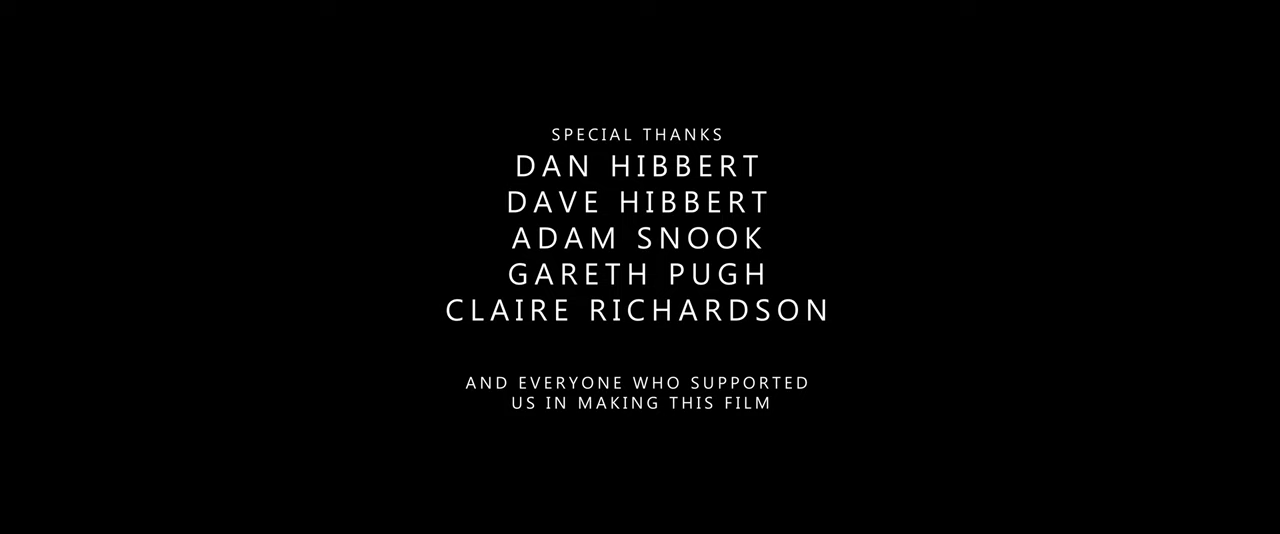 SPECIAL THANKS
DAN HIBBERT
DAVE HIBBERT
ADAM SNOOK
GARETH PUGH
CLAIRE RICHARDSON
AND EVERYONE WHO SUPPORTED
US IN MAKING THIS FILM